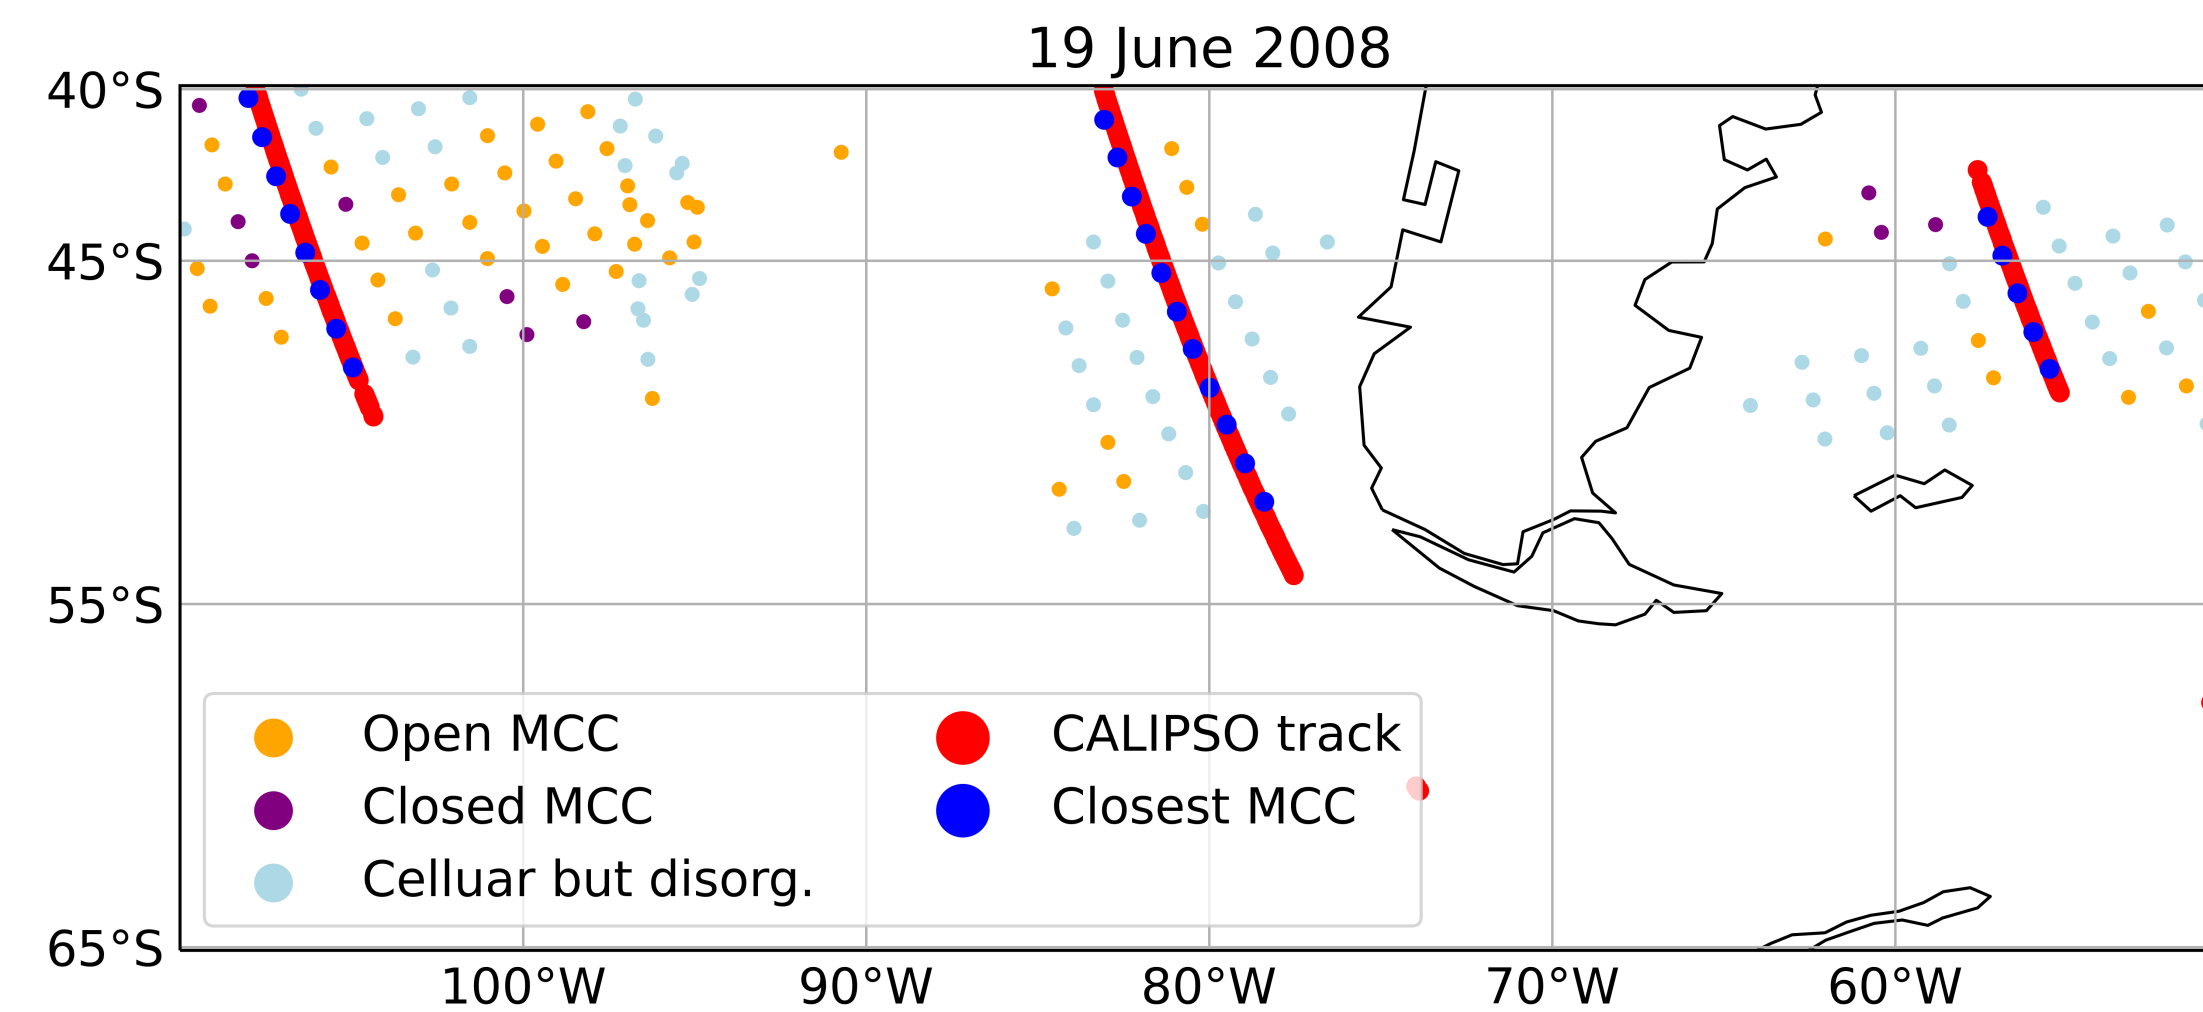 19 June 2008
40°S
45°S
55°S
65°S
Open MCC
Closed MCC
Celluar but disorg.
CALIPSO track
Closest MCC
100°W
90°W
80°W
70°W
60°W